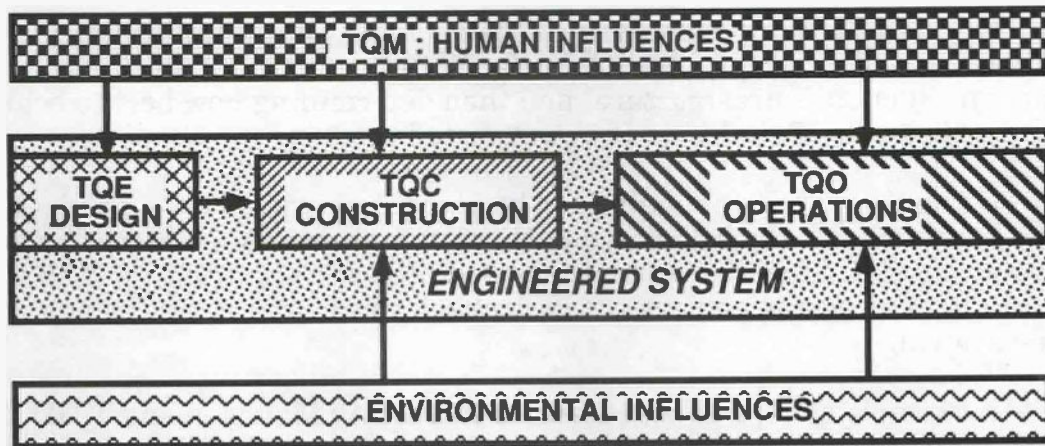 TQM : HUMAN INFLUENCES
TQE
DESIGN
TQC
CONSTRUCTION
TQO
OPERATIONS
ENGINEERED SYSTEM
ENVIRONMENTAL INFLUENCES